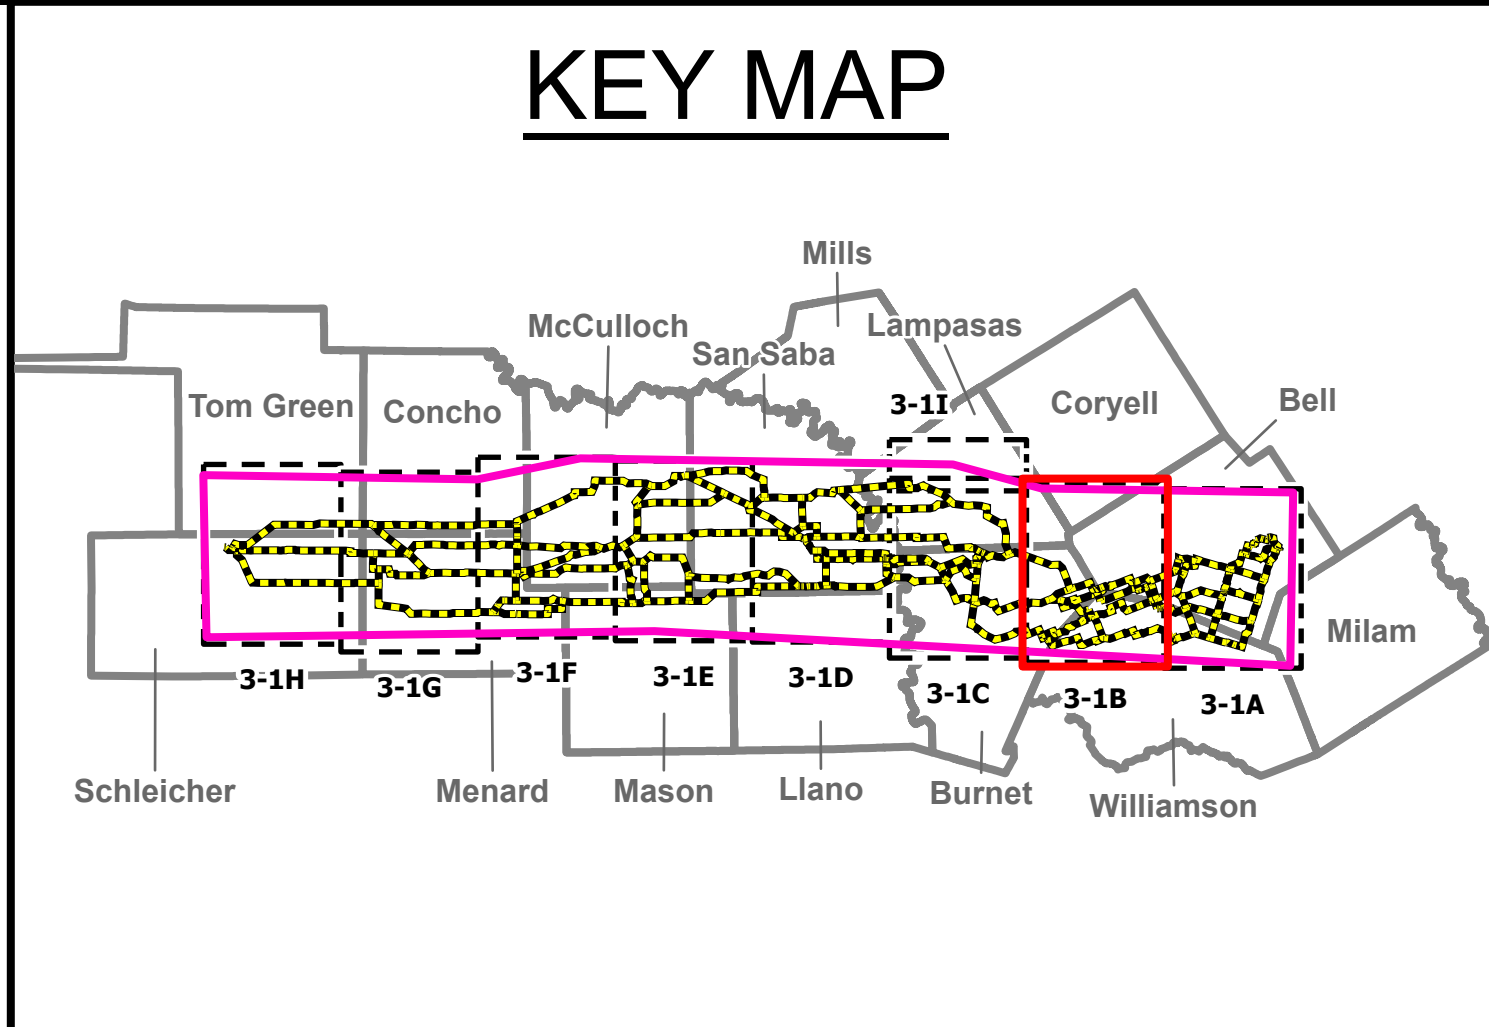 KEY MAP
Mills
McCulloch
Lampasas
San Saba
Tom Green
Concho
3-1I
Coryell
Bell
Milam
3-1H
3-1G
3-1F
3-1E
3-1D
3-1C
3-1B
3-1A
Schleicher
Menard
Mason
Llano
Burnet
Williamson